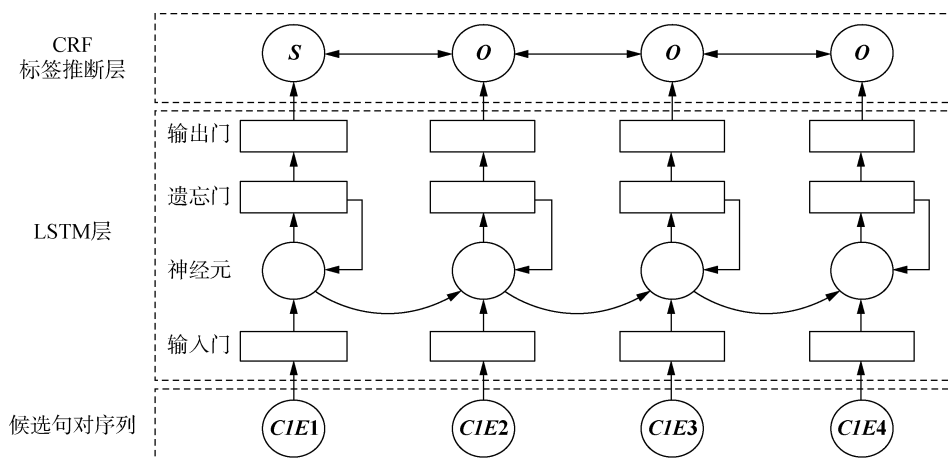 CRF
标签推断层
S O O O
输出门
遗忘门
LSTM层
神经元
输入门
候选句对序列
C1E1 C1E2 C1E3 C1E4